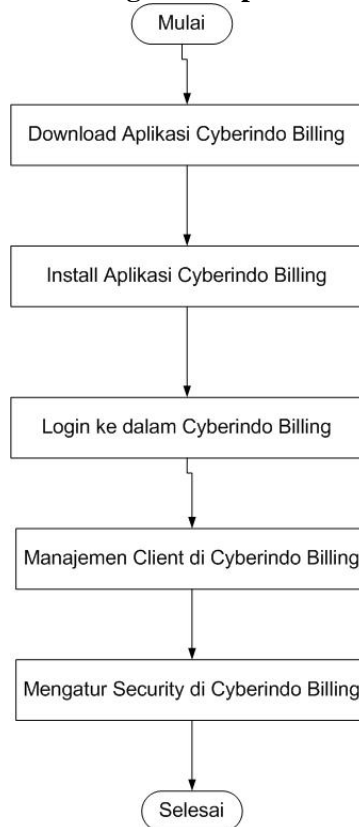 Mulai
Download Aplikasi Cyberindo Billing
Install Aplikasi Cyberindo Billing
Login ke dalam Cyberindo Billing
Manajemen Client di Cyberindo Billing
Mengatur Security di Cyberindo Billing
Selesai